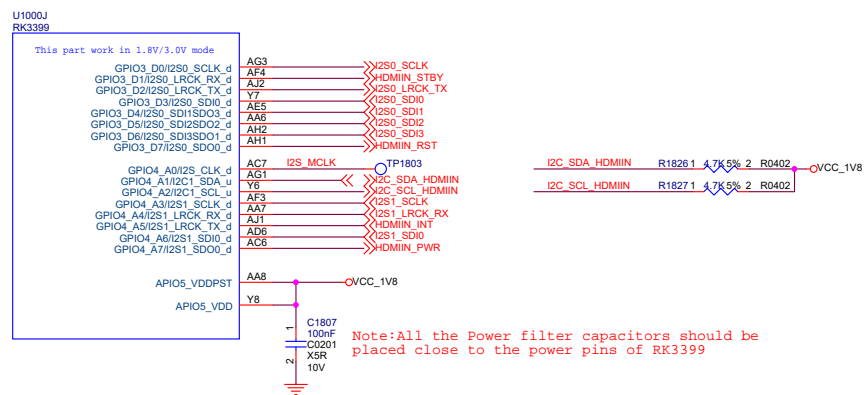 U1000J
RK3399
This part work in 1.8V/3.0V mode
GPIO3_D0/I2S0_SCLK_d AG3 I2S0_SCLK
GPIO3_D1/I2S0_LRCK_RX_d AF4 HDMIIN_STBY
GPIO3_D2/I2S0_LRCK_TX_d AJ2 I2S0_LRCK_TX
GPIO3_D3/I2S0_SDI0_d Y7 I2S0_SDI0
GPIO3_D4/I2S0_SDI1SDO3_d AE5 I2S0_SDI1
GPIO3_D5/I2S0_SDI2SDO2_d AA6 I2S0_SDI2
GPIO3_D6/I2S0_SDI3SDO1_d AH2 I2S0_SDI3
GPIO3_D7/I2S0_SDO0_d AH1 HDMIIN_RST
GPIO4_A0/I2S_CLK_d AC7 I2S_MCLK TP1803
GPIO4_A1/I2C1_SDA_u AG1 I2C_SDA_HDMIIN
GPIO4_A2/I2C1_SCL_u Y6 I2C_SCL_HDMIIN
GPIO4_A3/I2S1_SCLK_d AF3 I2S1_SCLK
GPIO4_A4/I2S1_LRCK_RX_d AA7 I2S1_LRCK_RX
GPIO4_A5/I2S1_LRCK_TX_d AJ1 HDMIIN_INT
GPIO4_A6/I2S1_SDI0_d AD6 I2S1_SDI0
GPIO4_A7/I2S1_SDO0_d AC6 HDMIIN_PWR
I2C_SDA_HDMIIN R1826 1 4.7K 5% 2 R0402 VCC_1V8
I2C_SCL_HDMIIN R1827 1 4.7K 5% 2 R0402
APIO5_VDDPST AA8 VCC_1V8
APIO5_VDD Y8
1 C1807
100nF
C0201
2 X5R
10V
Note:All the Power filter capacitors should be
placed close to the power pins of RK3399